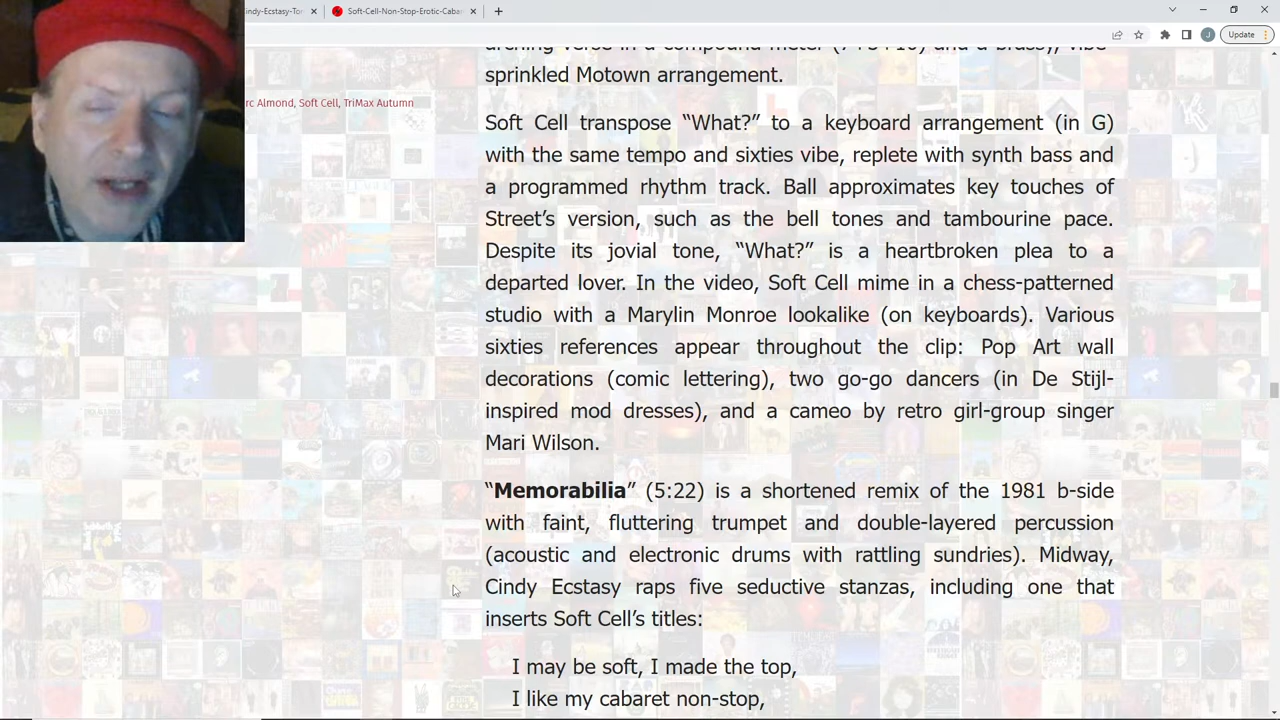 indy-Ecstasy-Tor
Soft-Cell-Non-Stop-Erotic-Caba
J
Update
sprinkled Motown arrangement.
rc Almond, Soft Cell, TriMax Autumn
Soft Cell transpose “What?” to a keyboard arrangement (in G)
with the same tempo and sixties vibe, replete with synth bass and
a programmed rhythm track. Ball approximates key touches of
Street’s version, such as the bell tones and tambourine pace.
Despite its jovial tone, “What?” is a heartbroken plea to a
departed lover. In the video, Soft Cell mime in a chess-patterned
studio with a Marylin Monroe lookalike (on keyboards). Various
sixties references appear throughout the clip: Pop Art wall
decorations (comic lettering), two go-go dancers (in De Stijl-
inspired mod dresses), and a cameo by retro girl-group singer
Mari Wilson.
“Memorabilia” (5:22) is a shortened remix of the 1981 b-side
with faint, fluttering trumpet and double-layered percussion
(acoustic and electronic drums with rattling sundries). Midway,
Cindy Ecstasy raps five seductive stanzas, including one that
inserts Soft Cell’s titles:
I may be soft, I made the top,
I like my cabaret non-stop,